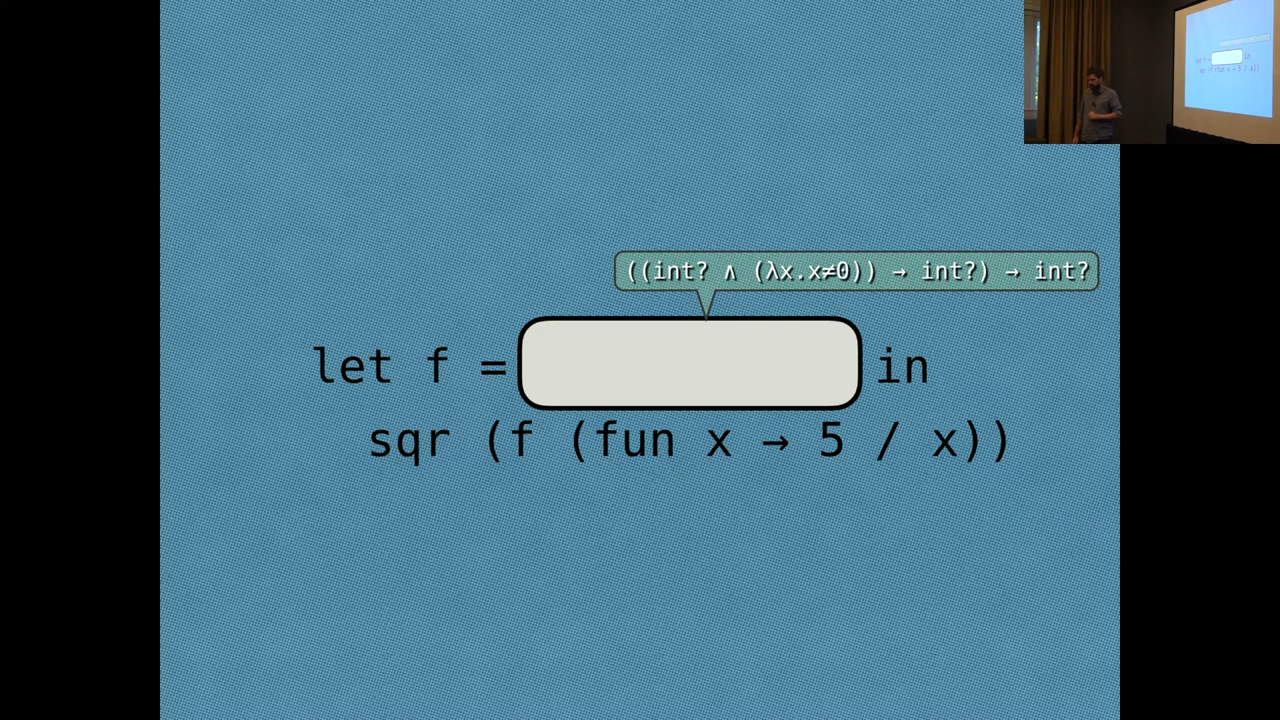 ((int? ∧ (λx.x≠0)) → int?) → int?
let f = in
sqr (f (fun x → 5 / x))